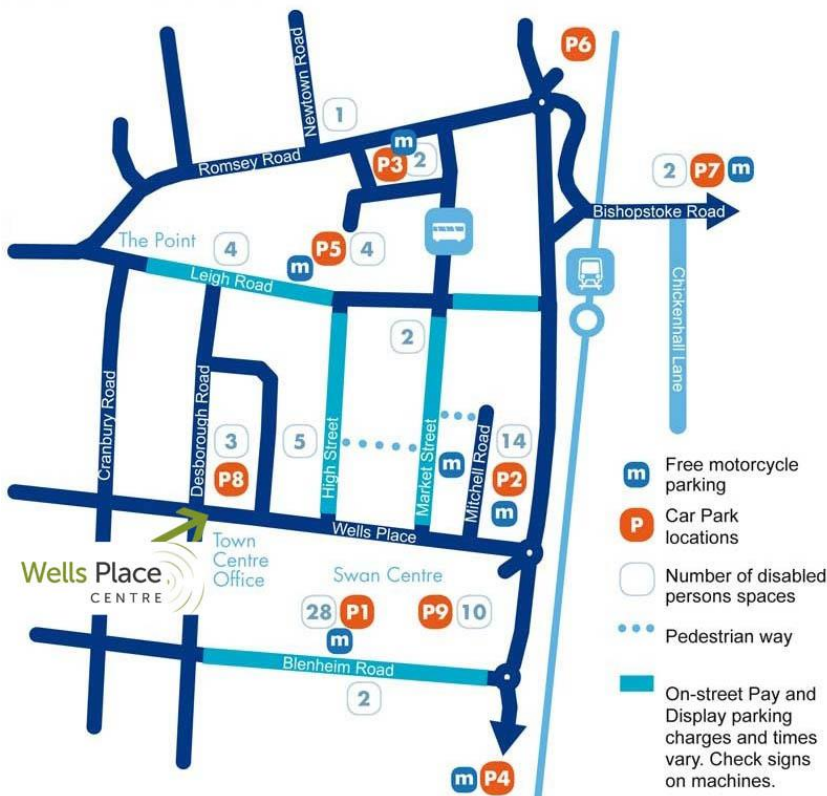 P6
Newtown Road
1
m
Romsey Road
P3
2
2
P7
m
Bishopstoke Road
The Point
4
P5
4
m
Leigh Road
Chickenhall Lane
2
Cranbury Road
Desborough Road
3
P8
5
High Street
Market Street
m
Mitchell Road
14
P2
m
Wells Place
Wells Place
CENTRE
Town
Centre
Office
Swan Centre
28
P1
m
P9
10
Blenheim Road
2
m
P4
m
Free motorcycle
parking
P
Car Park
locations
Number of disabled
persons spaces
Pedestrian way
On-street Pay and
Display parking
charges and times
vary. Check signs
on machines.